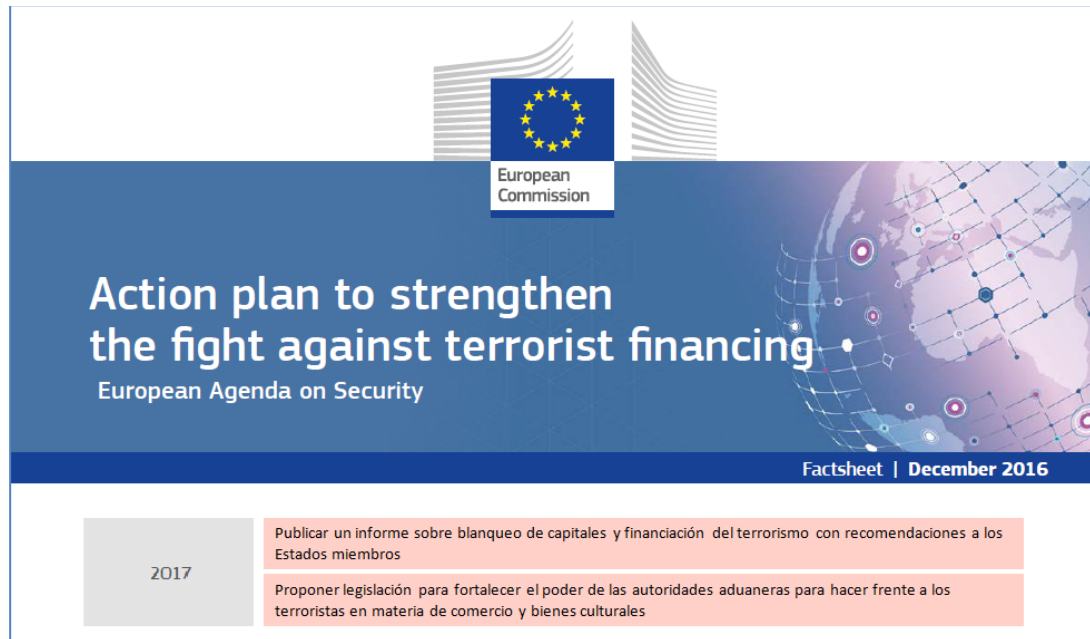 European
Commission
Action plan to strengthen
the fight against terrorist financing
European Agenda on Security
Factsheet | December 2016
2017
Publicar un informe sobre blanqueo de capitales y financiación del terrorismo con recomendaciones a los
Estados miembros
Proponer legislación para fortalecer el poder de las autoridades aduaneras para hacer frente a los
terroristas en materia de comercio y bienes culturales